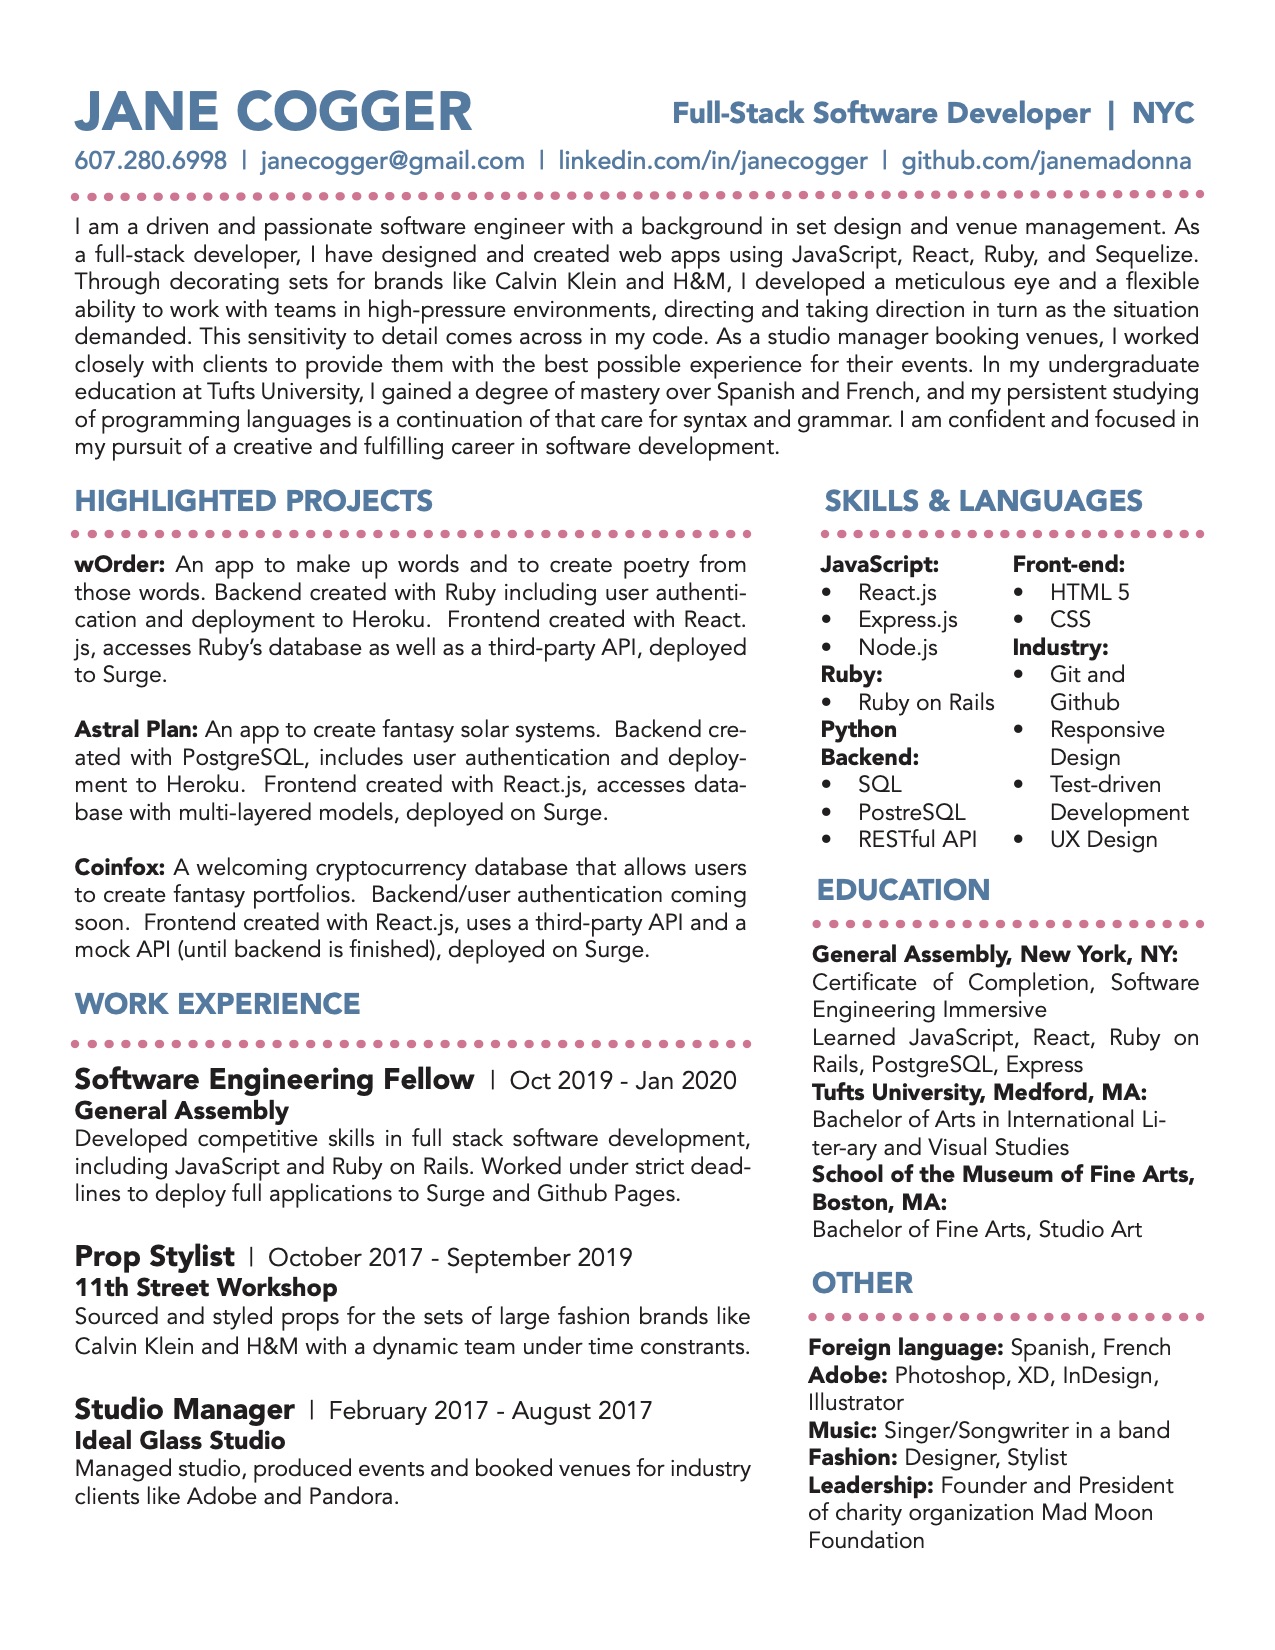 JANE COGGER
Full-Stack Software Developer | NYC
607.280.6998 | janecogger@gmail.com | linkedin.com/in/janecogger | github.com/janemadonna
I am a driven and passionate software engineer with a background in set design and venue management. As
a full-stack developer, I have designed and created web apps using JavaScript, React, Ruby, and Sequelize.
Through decorating sets for brands like Calvin Klein and H&M, I developed a meticulous eye and a flexible
ability to work with teams in high-pressure environments, directing and taking direction in turn as the situation
demanded. This sensitivity to detail comes across in my code. As a studio manager booking venues, I worked
closely with clients to provide them with the best possible experience for their events. In my undergraduate
education at Tufts University, I gained a degree of mastery over Spanish and French, and my persistent studying
of programming languages is a continuation of that care for syntax and grammar. I am confident and focused in
my pursuit of a creative and fulfilling career in software development.
HIGHLIGHTED PROJECTS
wOrder: An app to make up words and to create poetry from
those words. Backend created with Ruby including user authenti-
cation and deployment to Heroku.  Frontend created with React.
js, accesses Ruby's database as well as a third-party API, deployed
to Surge.
Astral Plan: An app to create fantasy solar systems.  Backend cre-
ated with PostgreSQL, includes user authentication and deploy-
ment to Heroku.  Frontend created with React.js, accesses data-
base with multi-layered models, deployed on Surge.
Coinfox: A welcoming cryptocurrency database that allows users
to create fantasy portfolios.  Backend/user authentication coming
soon.  Frontend created with React.js, uses a third-party API and a
mock API (until backend is finished), deployed on Surge.
WORK EXPERIENCE
Software Engineering Fellow | Oct 2019 - Jan 2020
General Assembly
Developed competitive skills in full stack software development,
including JavaScript and Ruby on Rails. Worked under strict dead-
lines to deploy full applications to Surge and Github Pages.
Prop Stylist | October 2017 - September 2019
11th Street Workshop
Sourced and styled props for the sets of large fashion brands like
Calvin Klein and H&M with a dynamic team under time constrants.
Studio Manager | February 2017 - August 2017
Ideal Glass Studio
Managed studio, produced events and booked venues for industry
clients like Adobe and Pandora.
SKILLS & LANGUAGES
JavaScript:
• React.js
• Express.js
• Node.js
Ruby:
• Ruby on Rails
Python
Backend:
• SQL
• PostreSQL
• RESTful API
Front-end:
• HTML 5
• CSS
Industry:
• Git and
Github
• Responsive
Design
• Test-driven
Development
• UX Design
EDUCATION
General Assembly, New York, NY:
Certificate of Completion, Software
Engineering Immersive
Learned JavaScript, React, Ruby on
Rails, PostgreSQL, Express
Tufts University, Medford, MA:
Bachelor of Arts in International Li-
ter-ary and Visual Studies
School of the Museum of Fine Arts,
Boston, MA:
Bachelor of Fine Arts, Studio Art
OTHER
Foreign language: Spanish, French
Adobe: Photoshop, XD, InDesign,
Illustrator
Music: Singer/Songwriter in a band
Fashion: Designer, Stylist
Leadership: Founder and President
of charity organization Mad Moon
Foundation